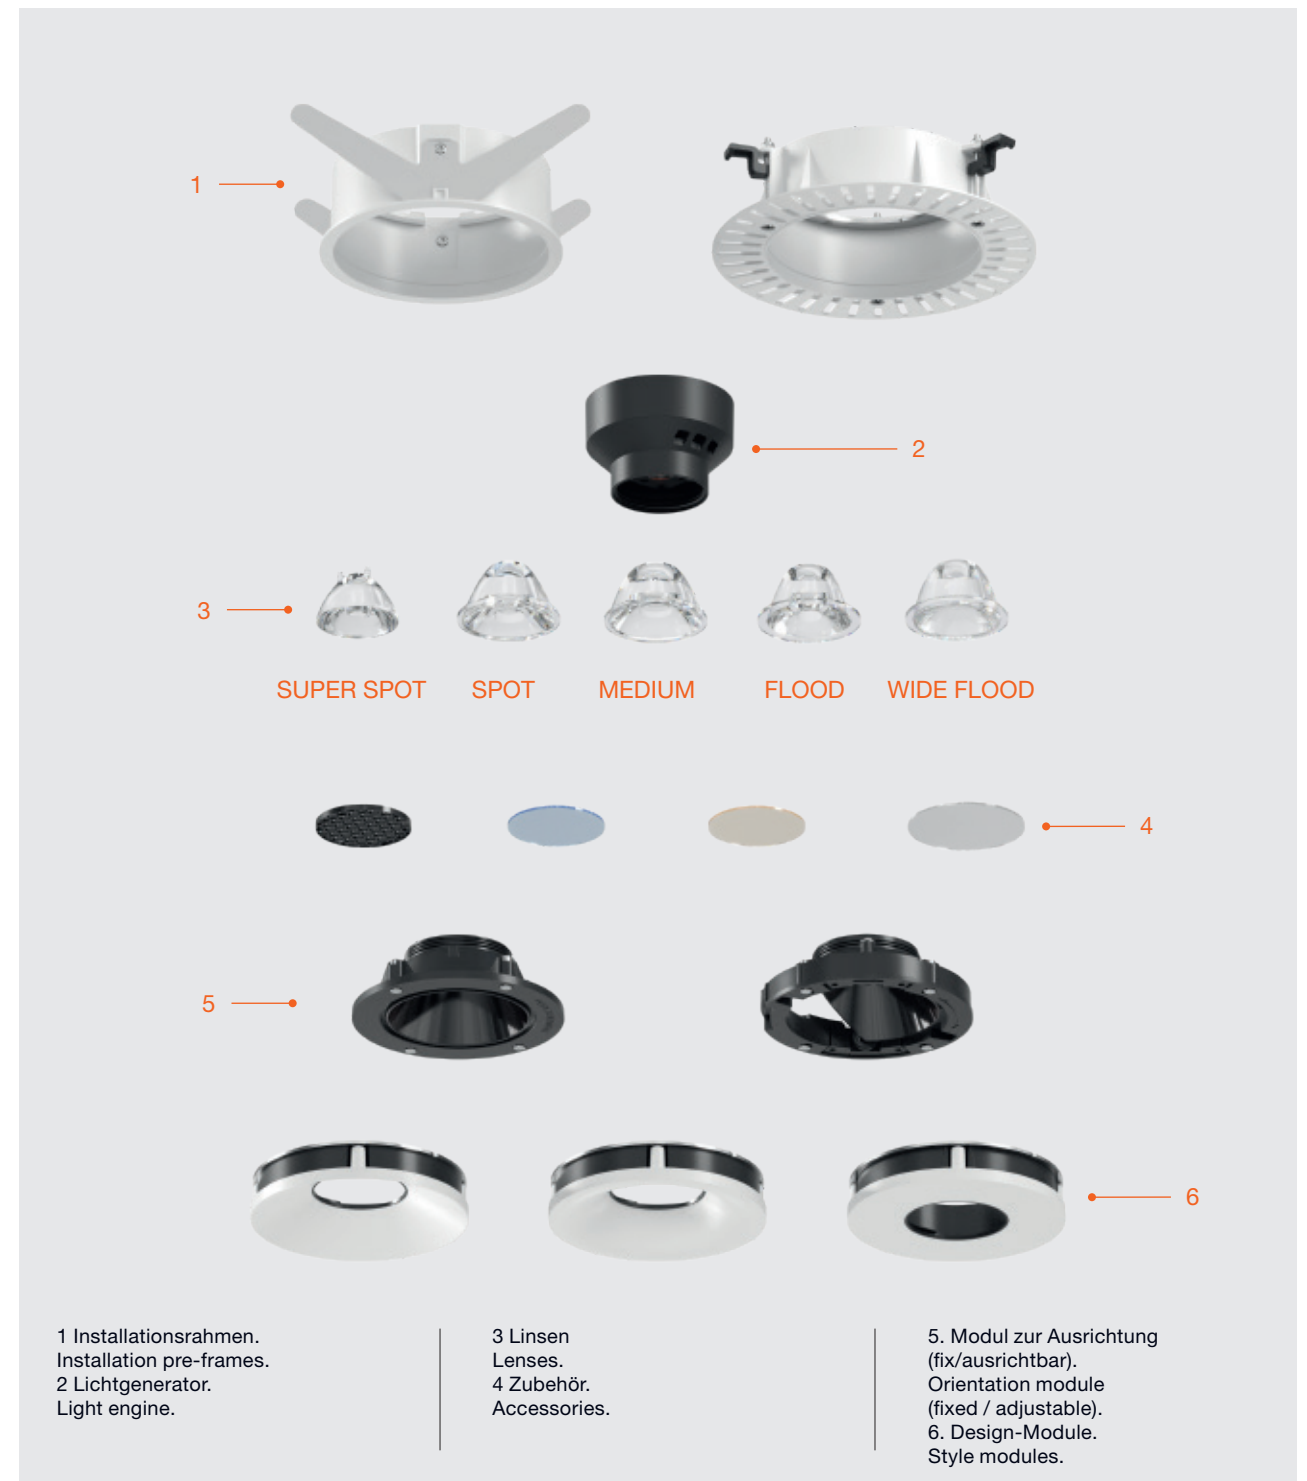 1
2
3
SUPER SPOT
SPOT
MEDIUM
FLOOD
WIDE FLOOD
4
5
6
1 Installationsrahmen.
Installation pre-frames.
2 Lichtgenerator.
Light engine.
3 Linsen
Lenses.
4 Zubehör.
Accessories.
5. Modul zur Ausrichtung
(fix/ausrichtbar).
Orientation module
(fixed / adjustable).
6. Design-Module.
Style modules.